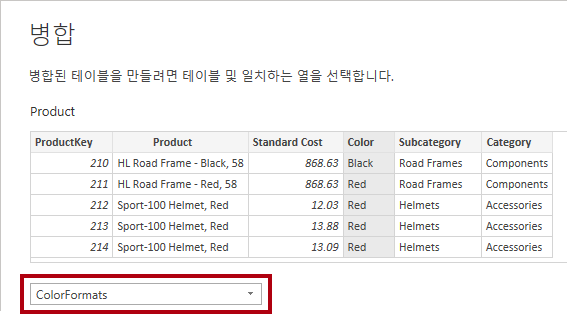 병합
병합된 테이블을 만들려면 테이블 및 일치하는 열을 선택합니다.
Product
ProductKey Product Standard Cost Color Subcategory Category
210 HL Road Frame - Black, 58 868.63 Black Road Frames Components
211 HL Road Frame - Red, 58 868.63 Red Road Frames Components
212 Sport-100 Helmet, Red 12.03 Red Helmets Accessories
213 Sport-100 Helmet, Red 13.88 Red Helmets Accessories
214 Sport-100 Helmet, Red 13.09 Red Helmets Accessories
ColorFormats